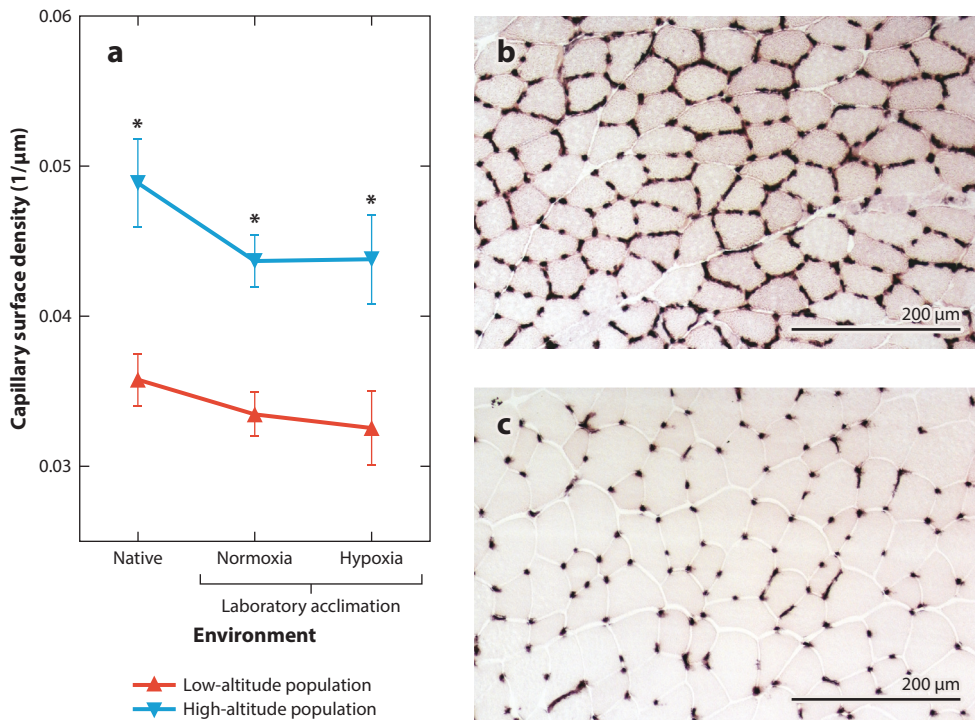 a
0.06
0.05
0.04
0.03
Capillary surface density (1/µm)
*
*
*
Native
Normoxia
Hypoxia
Laboratory acclimation
Environment
Low-altitude population
High-altitude population
b
200 µm
c
200 µm